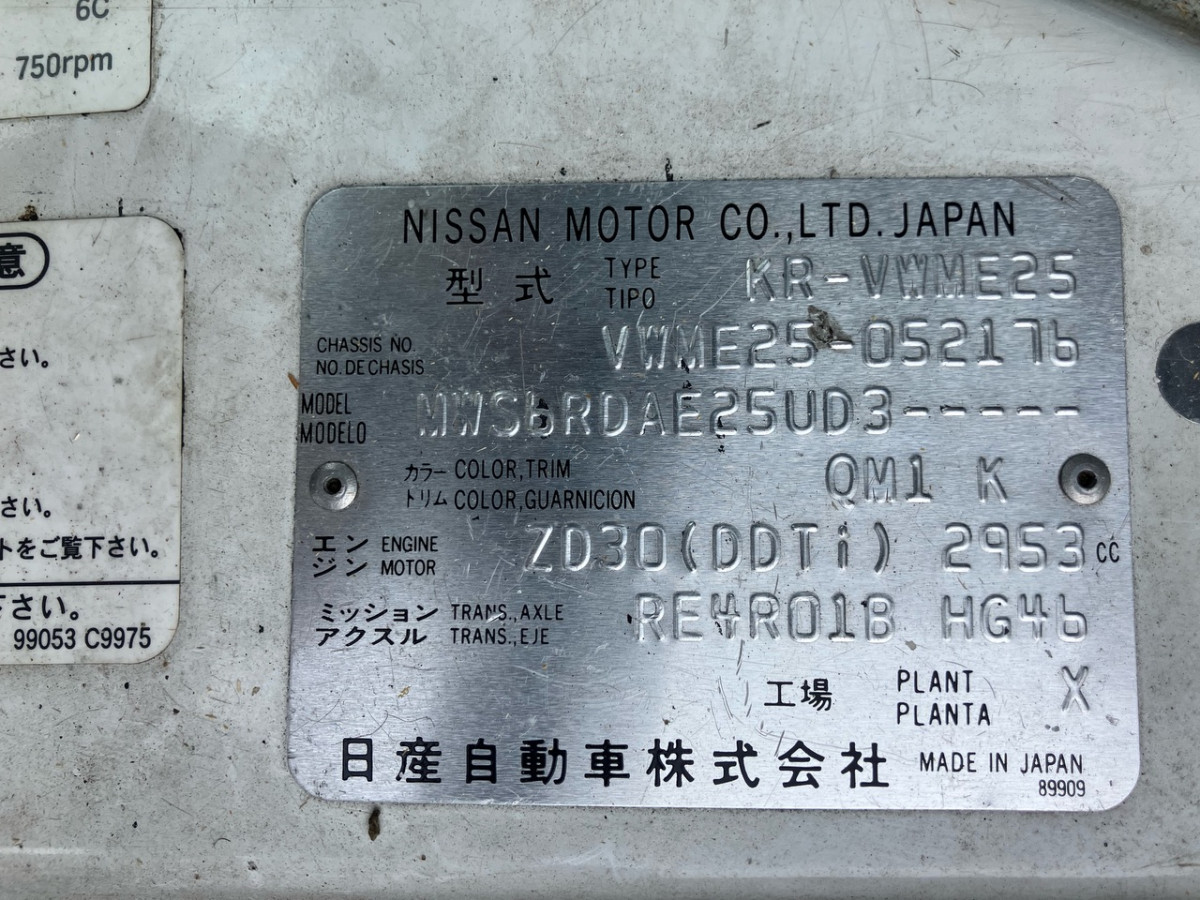 6C
750rpm
意
さい。
さい。
トをご覧下さい。
下さい。
99053 C9975
NISSAN MOTOR CO.,LTD. JAPAN
型式 TYPE TIPO KR-VWME25
CHASSIS NO. NO. DE CHASIS VWME25-052176
MODEL MODELO MWS6RDAE25UD3-----
カラー COLOR,TRIM
トリム COLOR,GUARNICION QM1 K
エンジン ENGINE MOTOR ZD30(DDTi) 2953 CC
ミッション TRANS.,AXLE
アクスル TRANS.,EJE RE4R01B HG46
工場 PLANT PLANTA X
日産自動車株式会社 MADE IN JAPAN
89909